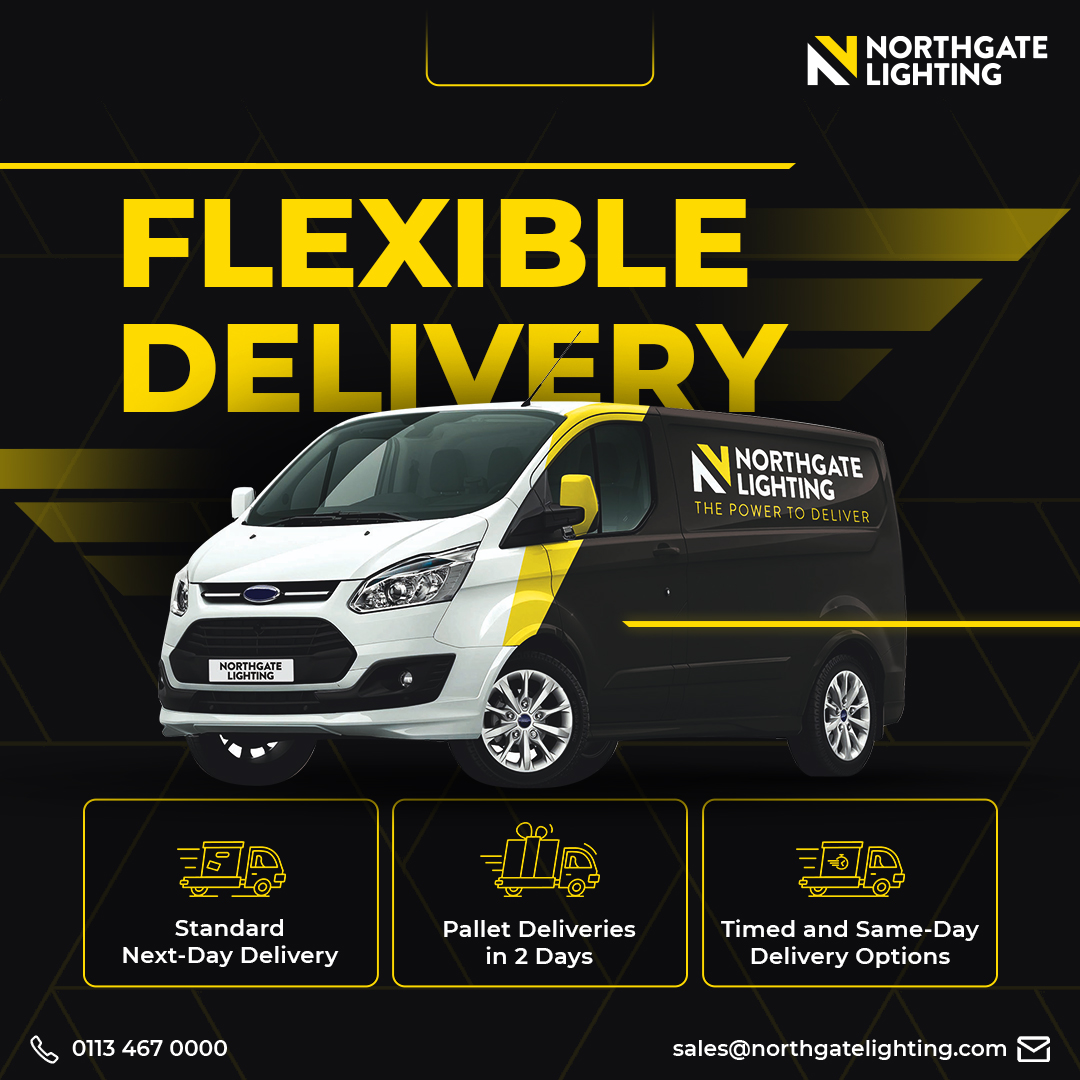 NORTHGATE
LIGHTING
FLEXIBLE
DELIVERY
NORTHGATE
LIGHTING
THE POWER TO DELIVER
NORTHGATE
LIGHTING
Standard
Next-Day Delivery
Pallet Deliveries
in 2 Days
Timed and Same-Day
Delivery Options
0113 467 0000
sales@northgatelighting.com